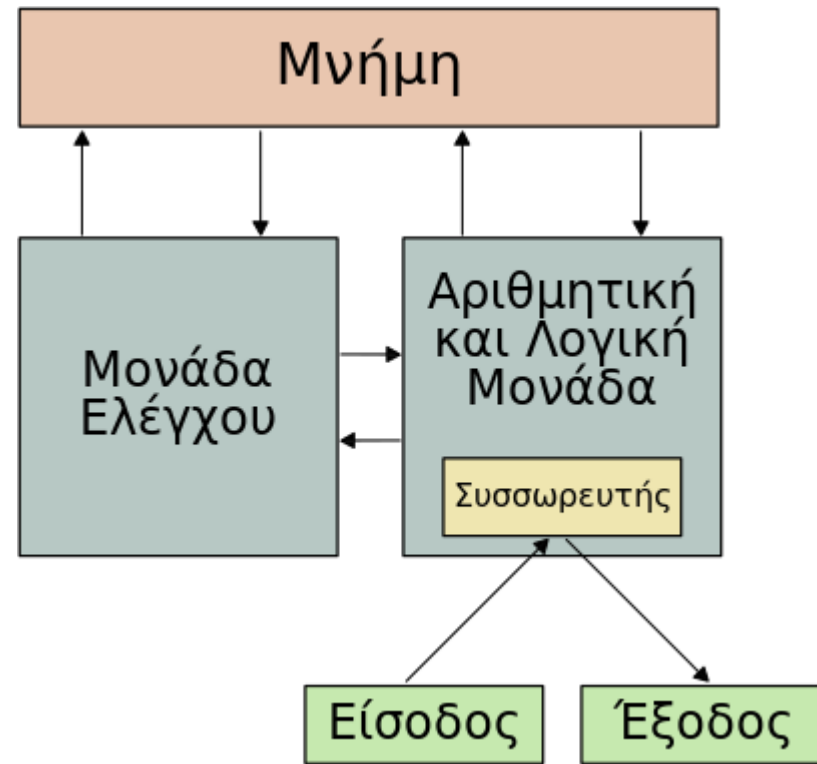 Μνήμη
Μονάδα
Ελέγχου
Αριθμητική
και Λογική
Μονάδα
Συσσωρευτής
Είσοδος
Έξοδος